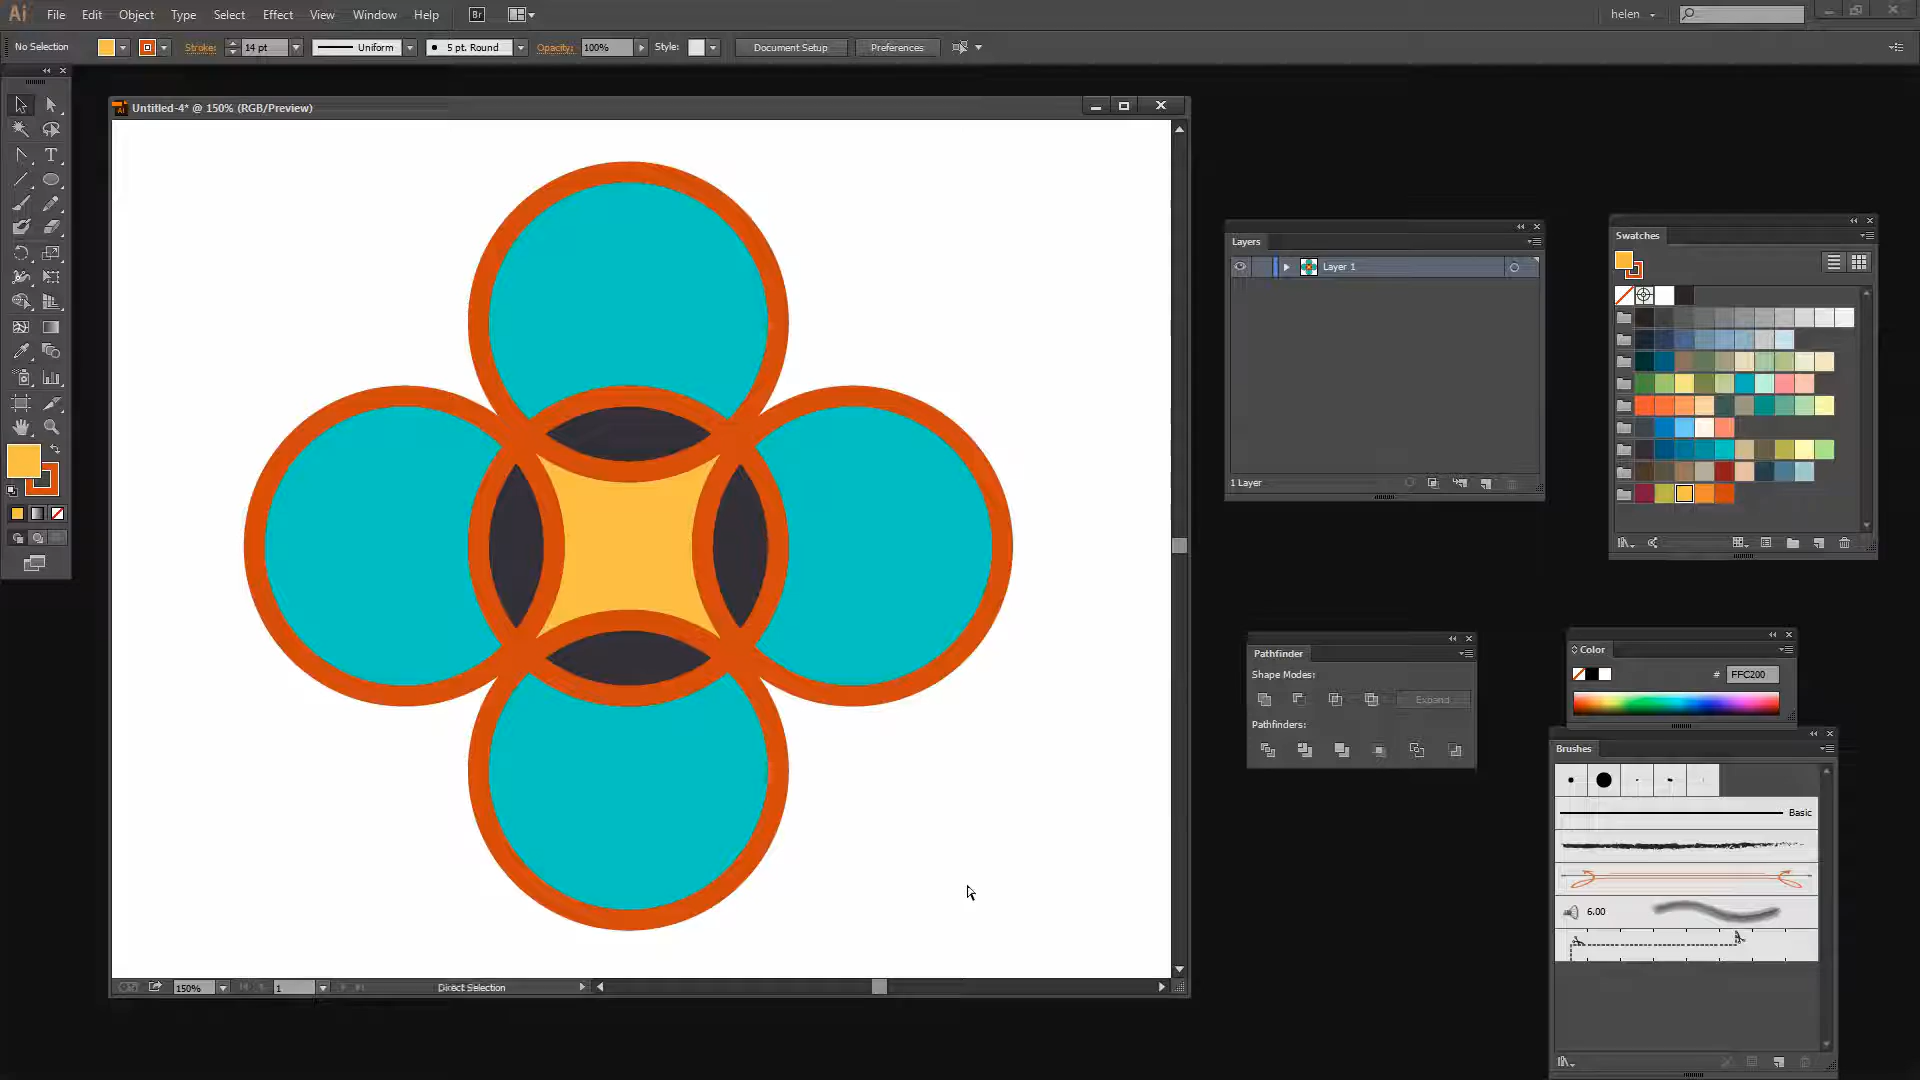 Ai File Edit Object Type Select Effect View Window Help Br helen
No Selection Stroke: 14 pt Uniform 5 pt. Round Opacity: 100% Style: Document Setup Preferences
Untitled-4* @ 150% (RGB/Preview)
Layers
Layer 1
1 Layer
Swatches
Pathfinder
Shape Modes:
Expand
Pathfinders:
Color
# FFC200
Brushes
Basic
6.00
150% 1 Direct Selection